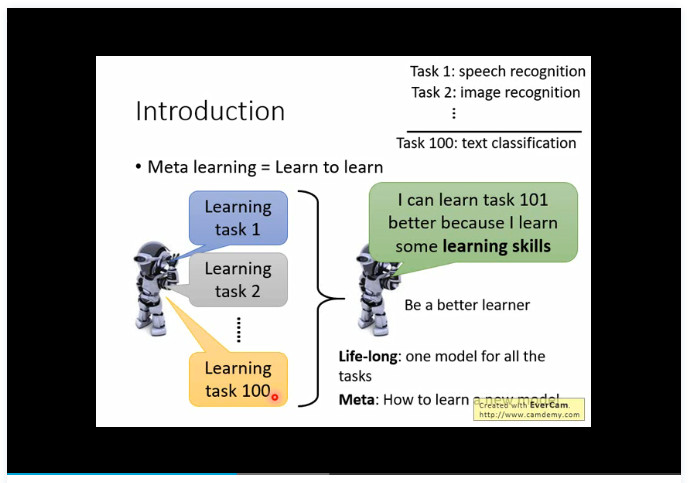 Task 1: speech recognition
Task 2: image recognition
⋮
Task 100: text classification
Introduction
• Meta learning = Learn to learn
Learning
task 1
Learning
task 2
Learning
task 100
I can learn task 101
better because I learn
some learning skills
Be a better learner
Life-long: one model for all the
tasks
Meta: How to learn a new model
Created with EverCam.
http://www.camdemy.com